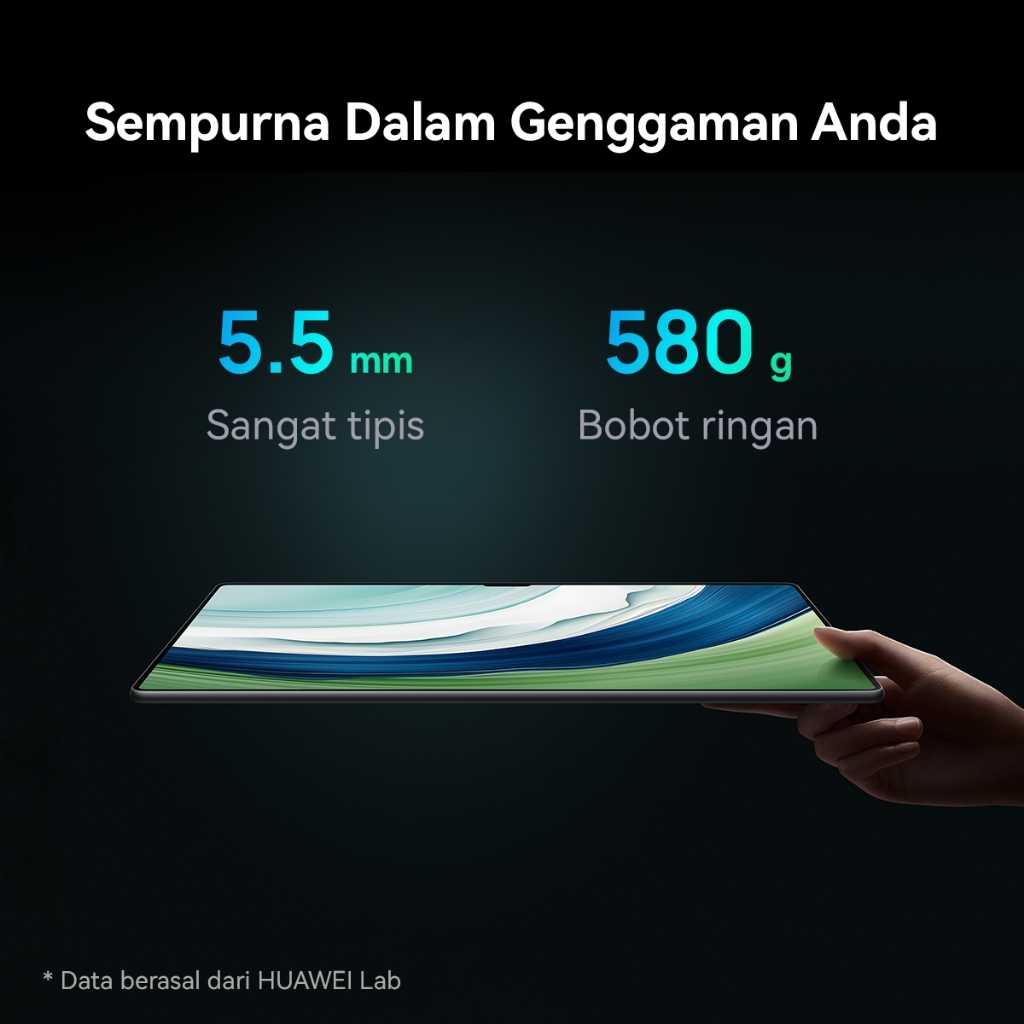 Sempurna Dalam Genggaman Anda
5.5 mm
Sangat tipis
580 g
Bobot ringan
* Data berasal dari HUAWEI Lab